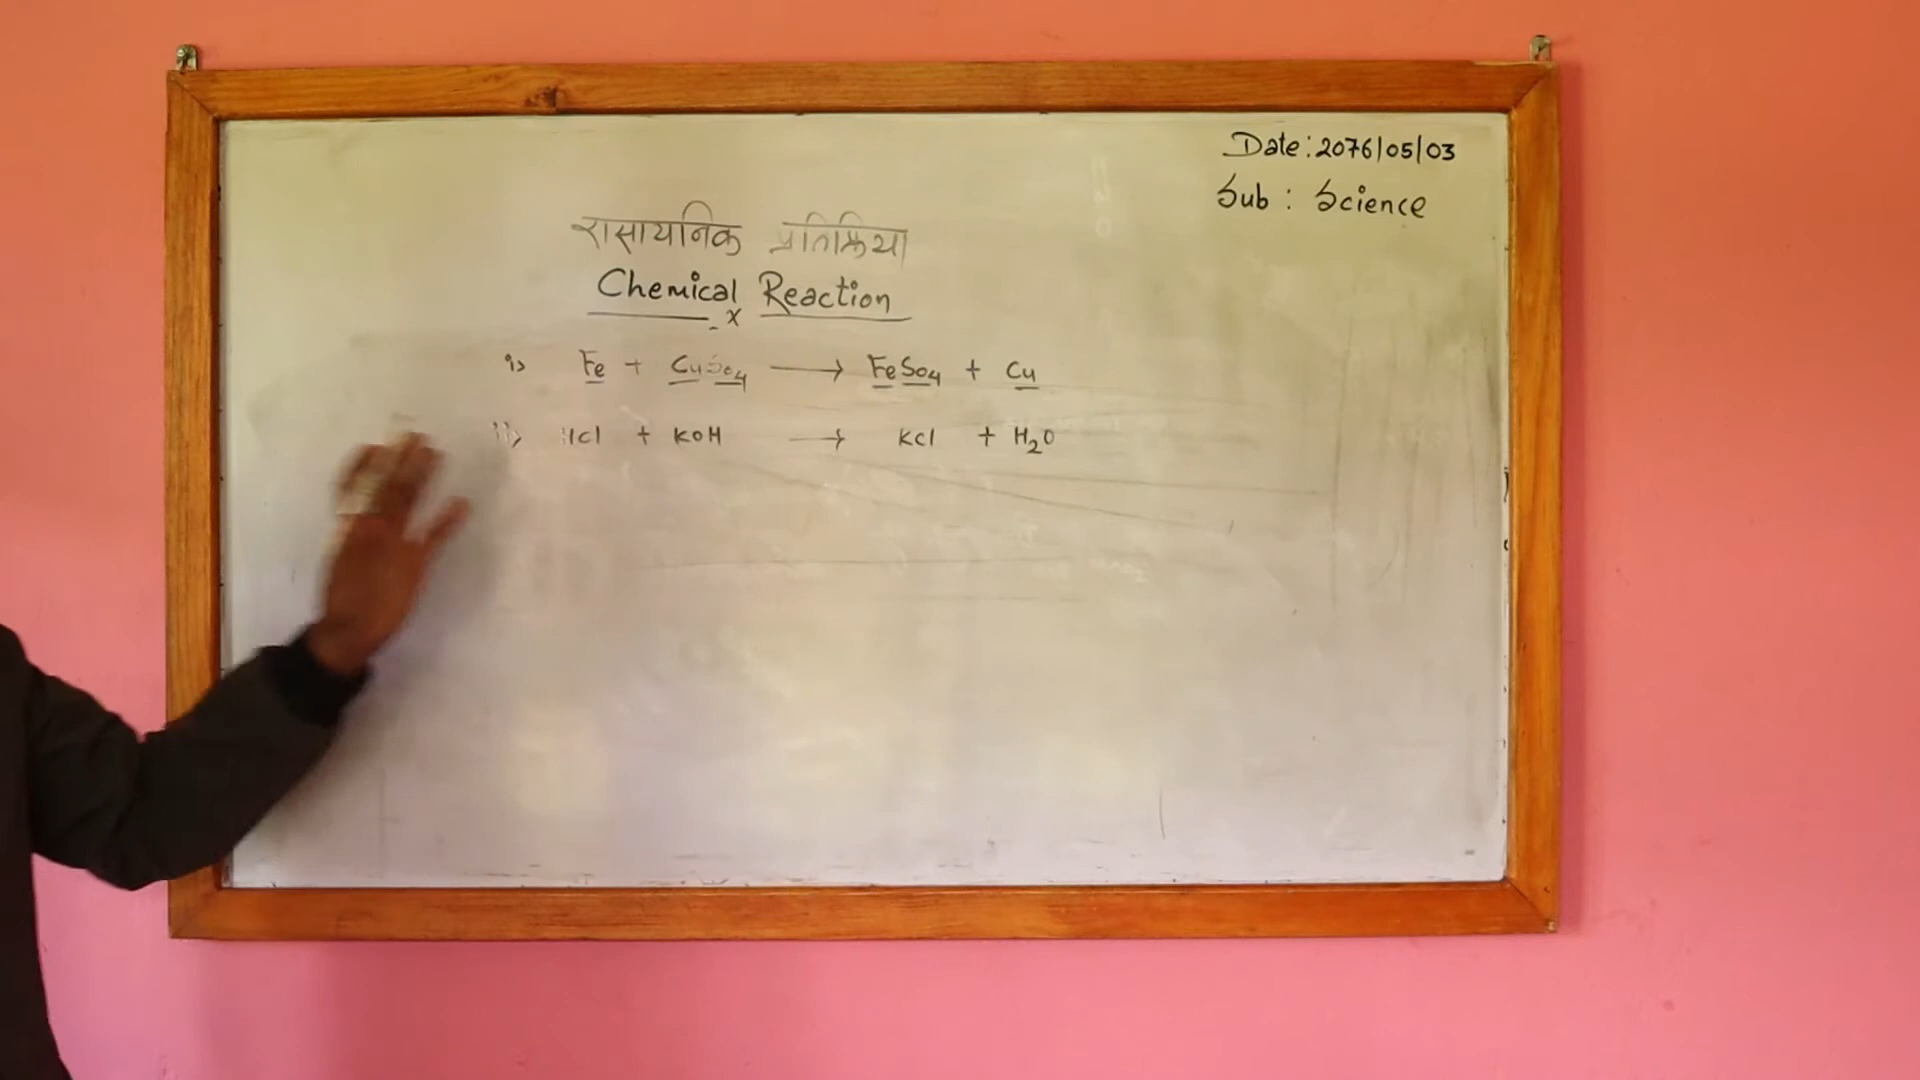 Date: 2076/05/03
Sub : Science
रासायनिक प्रतिक्रिया
Chemical Reaction
x
i> Fe + CuSO4 → FeSO4 + Cu
ii> HCl + KOH → KCl + H2O